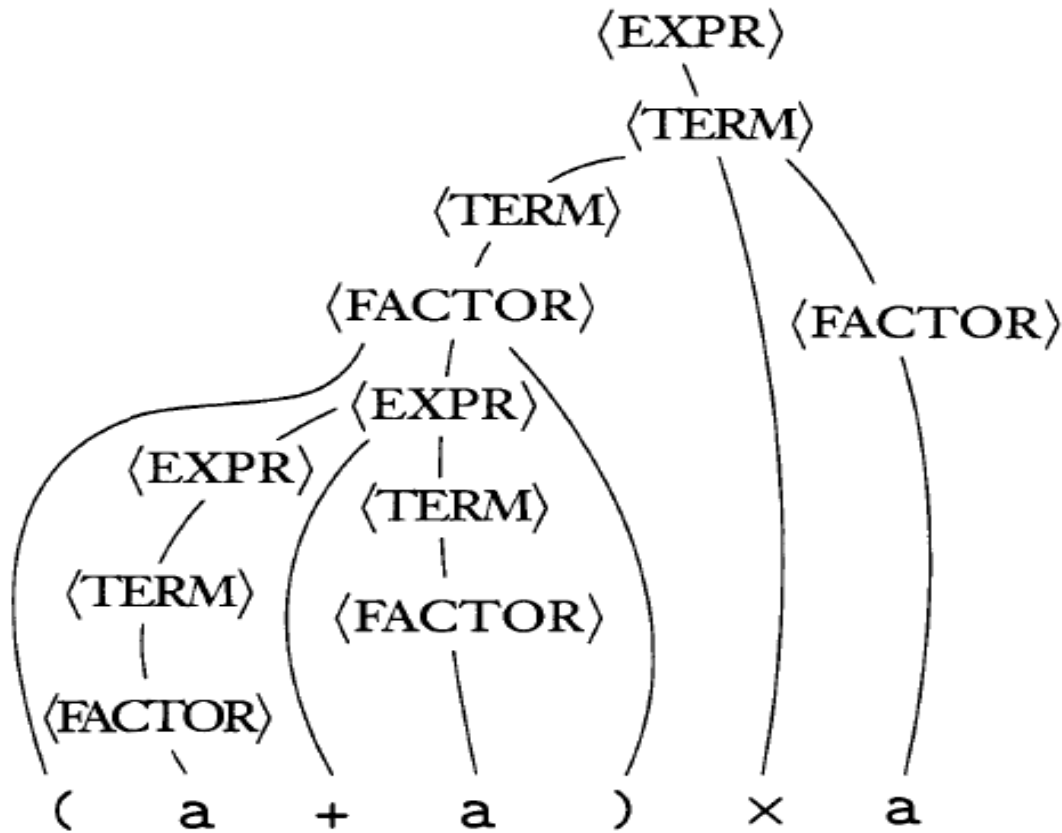 ⟨EXPR⟩
⟨TERM⟩
⟨TERM⟩
⟨FACTOR⟩
⟨FACTOR⟩
⟨EXPR⟩
⟨EXPR⟩
⟨TERM⟩
⟨TERM⟩
⟨FACTOR⟩
⟨FACTOR⟩
( a + a ) × a